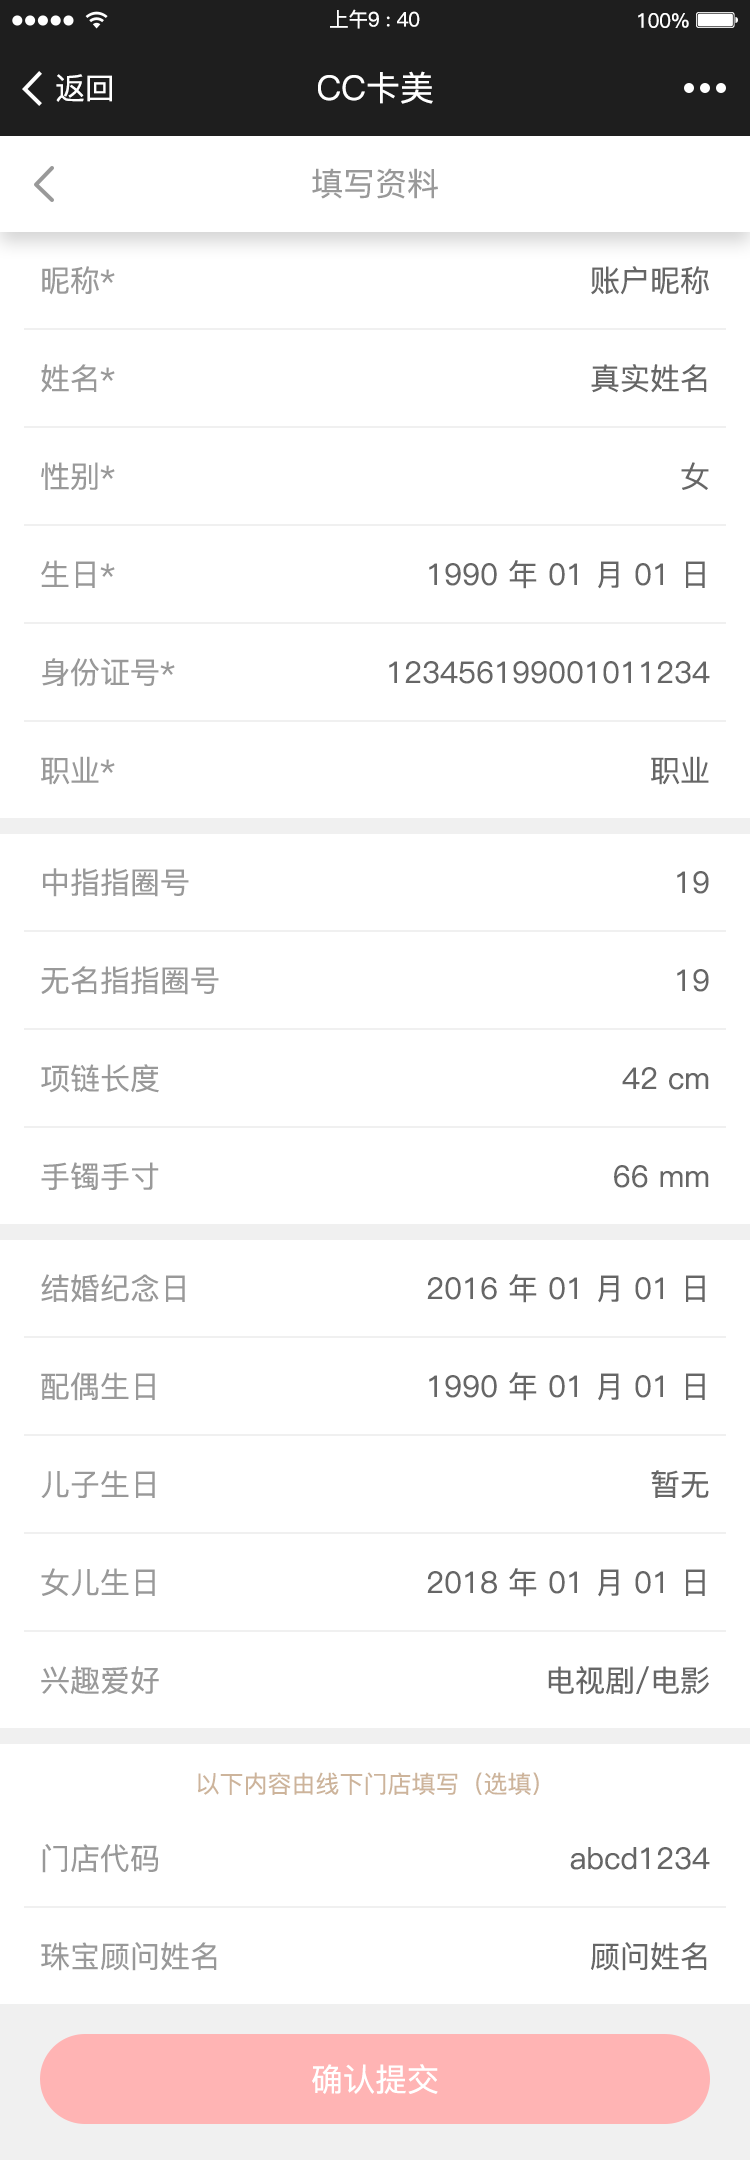 上午9 : 40 100%
返回 CC卡美
填写资料
昵称* 账户昵称
姓名* 真实姓名
性别* 女
生日* 1990 年 01 月 01 日
身份证号* 123456199001011234
职业* 职业
中指指圈号 19
无名指指圈号 19
项链长度 42 cm
手镯手寸 66 mm
结婚纪念日 2016 年 01 月 01 日
配偶生日 1990 年 01 月 01 日
儿子生日 暂无
女儿生日 2018 年 01 月 01 日
兴趣爱好 电视剧/电影
以下内容由线下门店填写（选填）
门店代码 abcd1234
珠宝顾问姓名 顾问姓名
确认提交